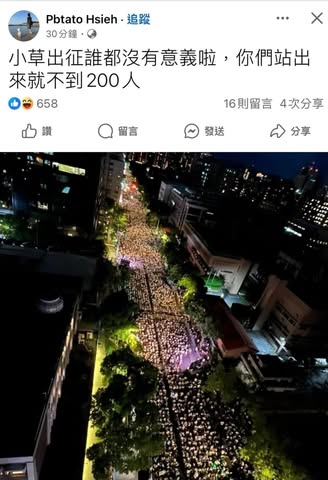 Pbtato Hsieh · 追蹤
30分鐘 ·
小草出征誰都沒有意義啦，你們站出
來就不到200人
658
16則留言 4次分享
讚 留言 發送 分享